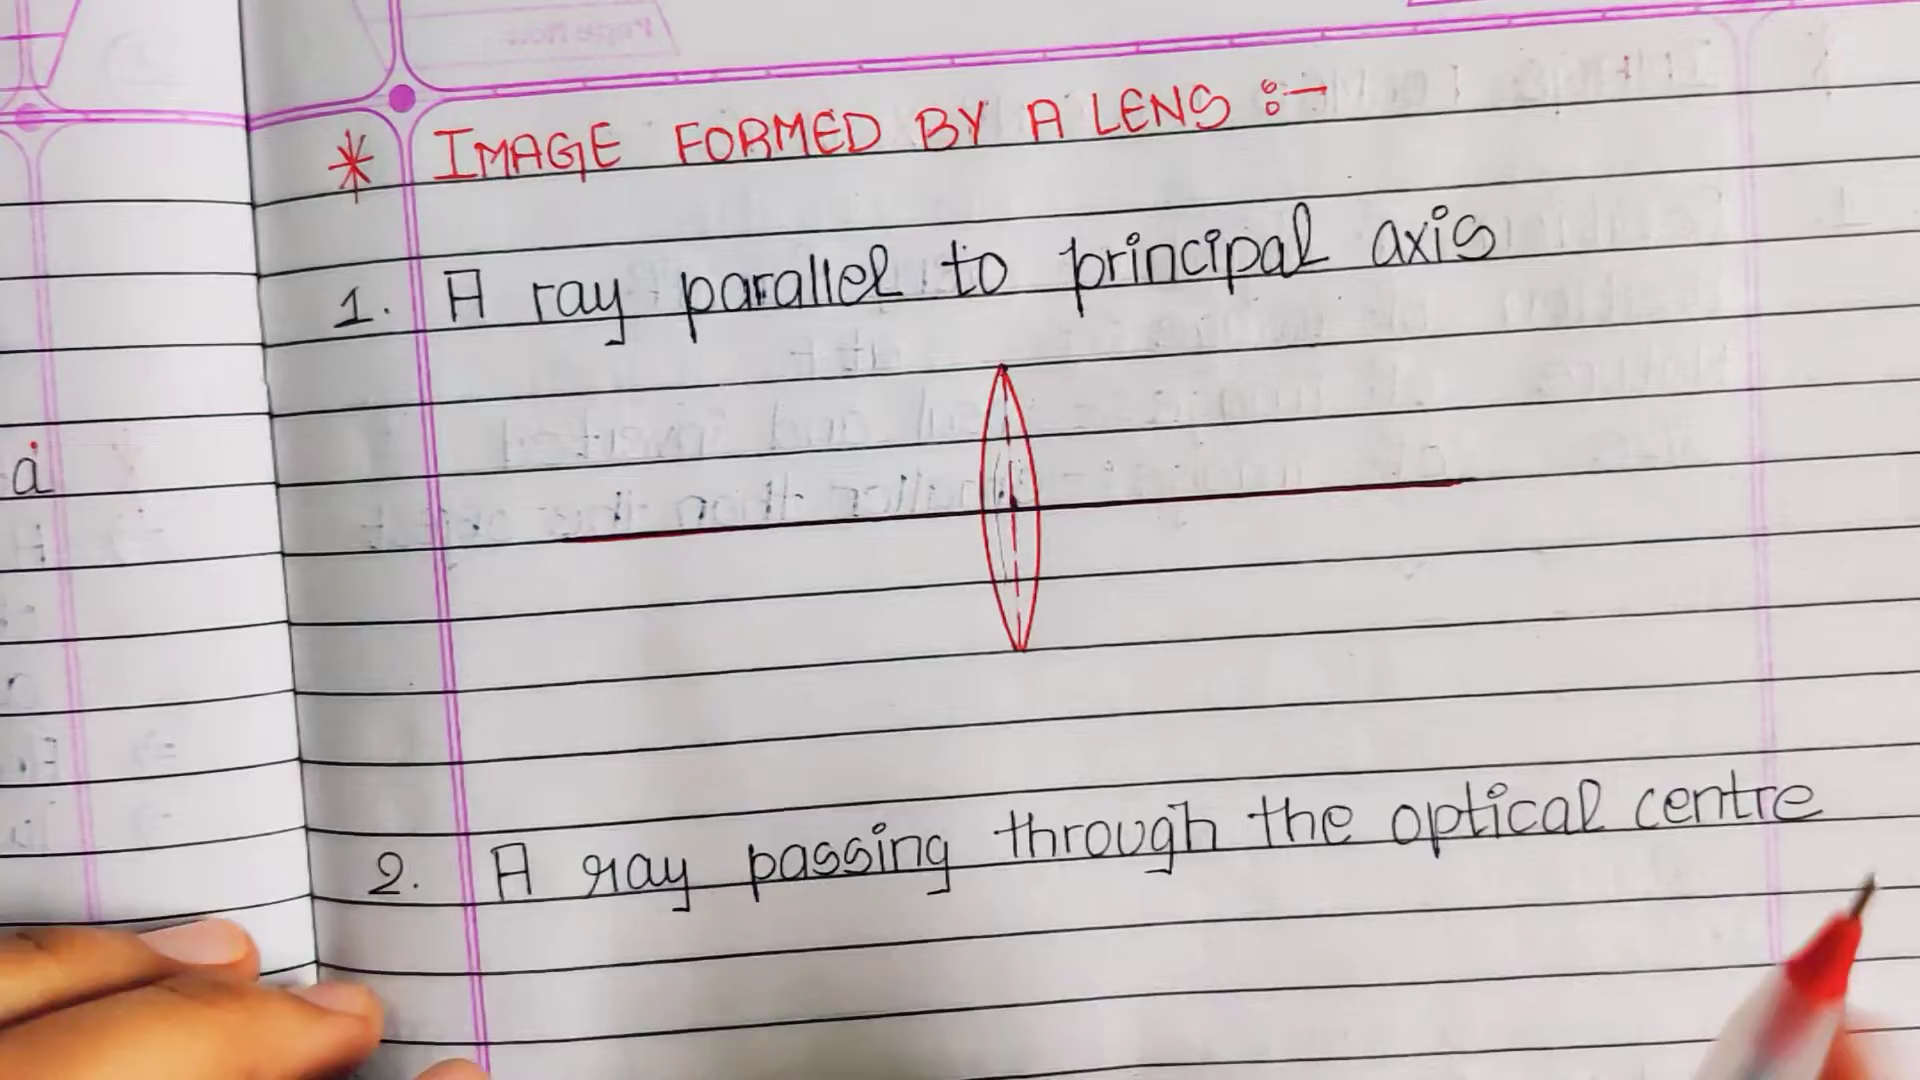 * IMAGE FORMED BY A LENS :-
1. A ray parallel to principal axis
2. A ray passing through the optical centre
a